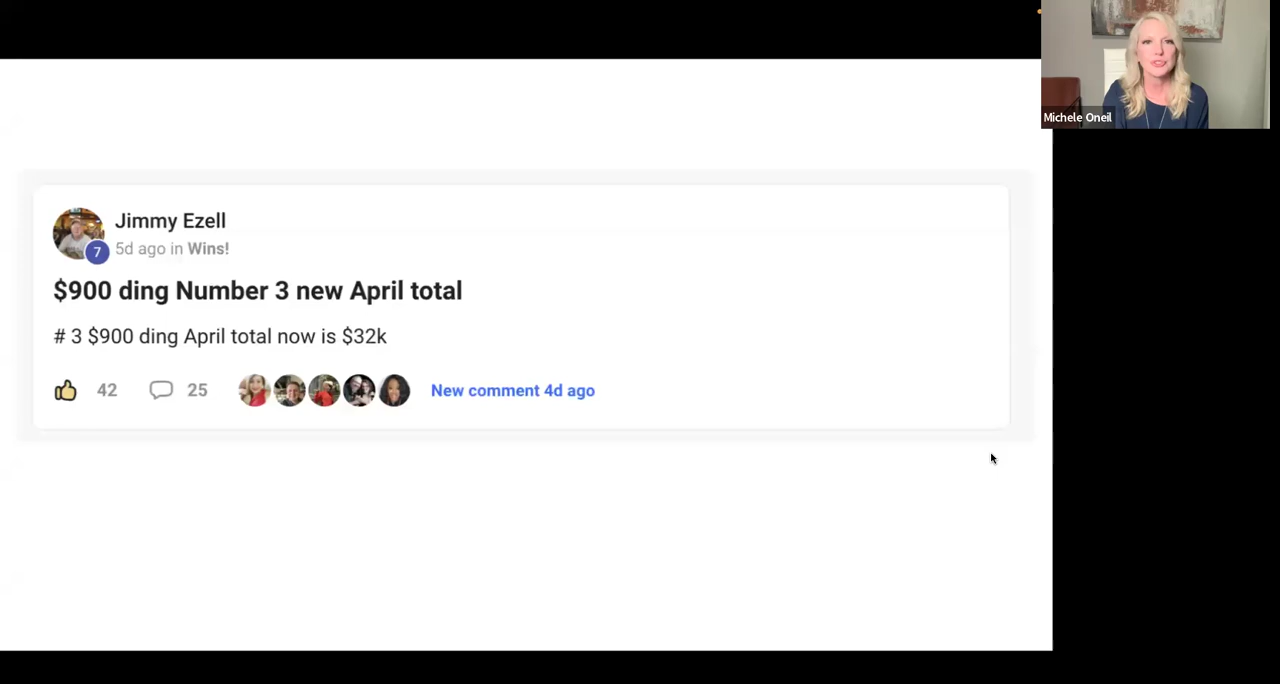 Michele Oneil
Jimmy Ezell
7
5d ago in Wins!
$900 ding Number 3 new April total
# 3 $900 ding April total now is $32k
42 25 New comment 4d ago